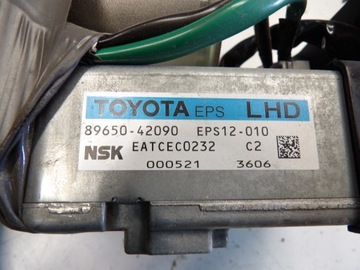 TOYOTA EPS LHD
89650-42090 EPS12-010
NSK EATCEC0232 C2
000521 3606